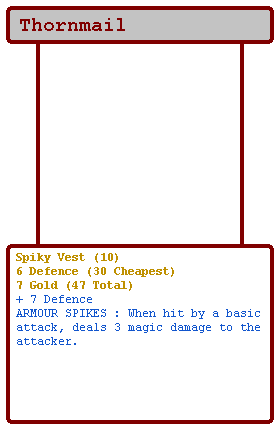 Thornmail
Spiky Vest (10)
6 Defence (30 Cheapest)
7 Gold (47 Total)
+ 7 Defence
ARMOUR SPIKES : When hit by a basic
attack, deals 3 magic damage to the
attacker.